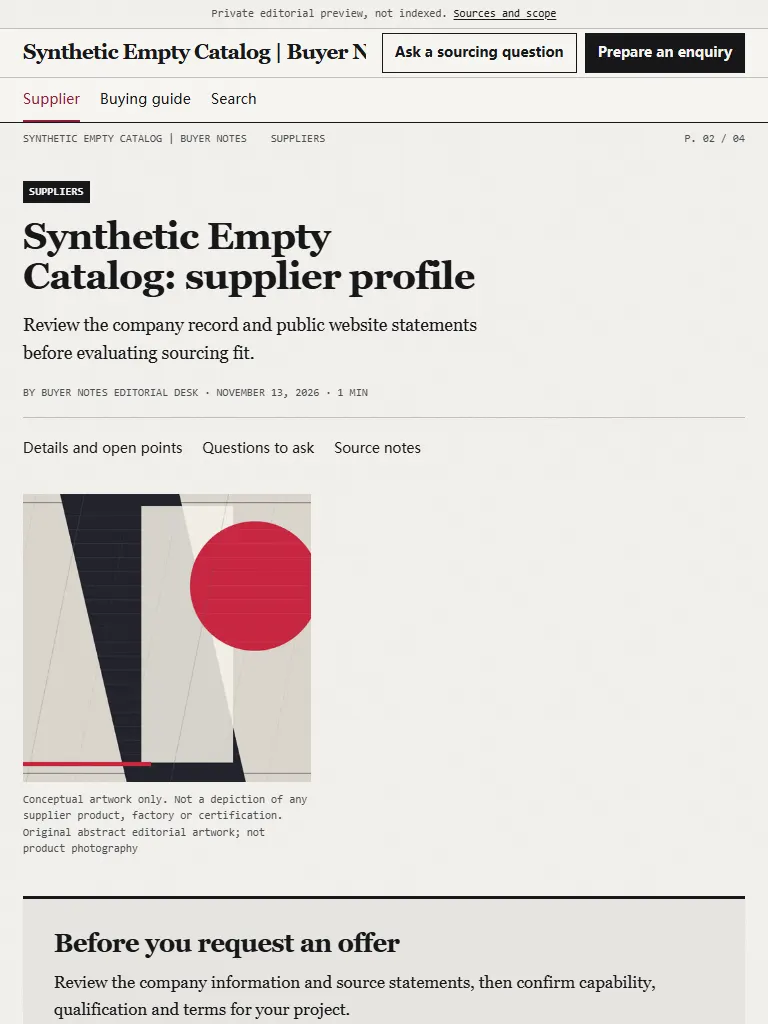 Private editorial preview, not indexed. Sources and scope
Synthetic Empty Catalog | Buyer N
Ask a sourcing question
Prepare an enquiry
Supplier
Buying guide
Search
SYNTHETIC EMPTY CATALOG | BUYER NOTES
SUPPLIERS
P. 02 / 04
SUPPLIERS
Synthetic Empty
Catalog: supplier profile
Review the company record and public website statements
before evaluating sourcing fit.
BY BUYER NOTES EDITORIAL DESK · NOVEMBER 13, 2026 · 1 MIN
Details and open points
Questions to ask
Source notes
Conceptual artwork only. Not a depiction of any
supplier product, factory or certification.
Original abstract editorial artwork; not
product photography
Before you request an offer
Review the company information and source statements, then confirm capability,
qualification and terms for your project.